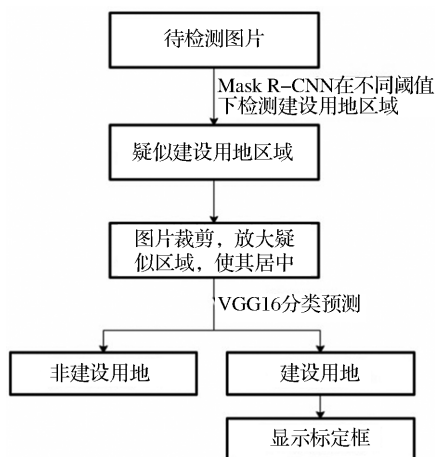 待检测图片
Mask R-CNN在不同阈值
下检测建设用地区域
疑似建设用地区域
图片裁剪，放大疑
似区域，使其居中
VGG16分类预测
非建设用地
建设用地
显示标定框